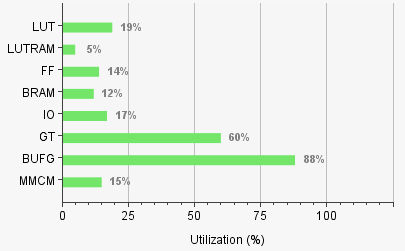 LUT 19%
LUTRAM 5%
FF 14%
BRAM 12%
IO 17%
GT 60%
BUFG 88%
MMCM 15%
0 25 50 75 100
Utilization (%)